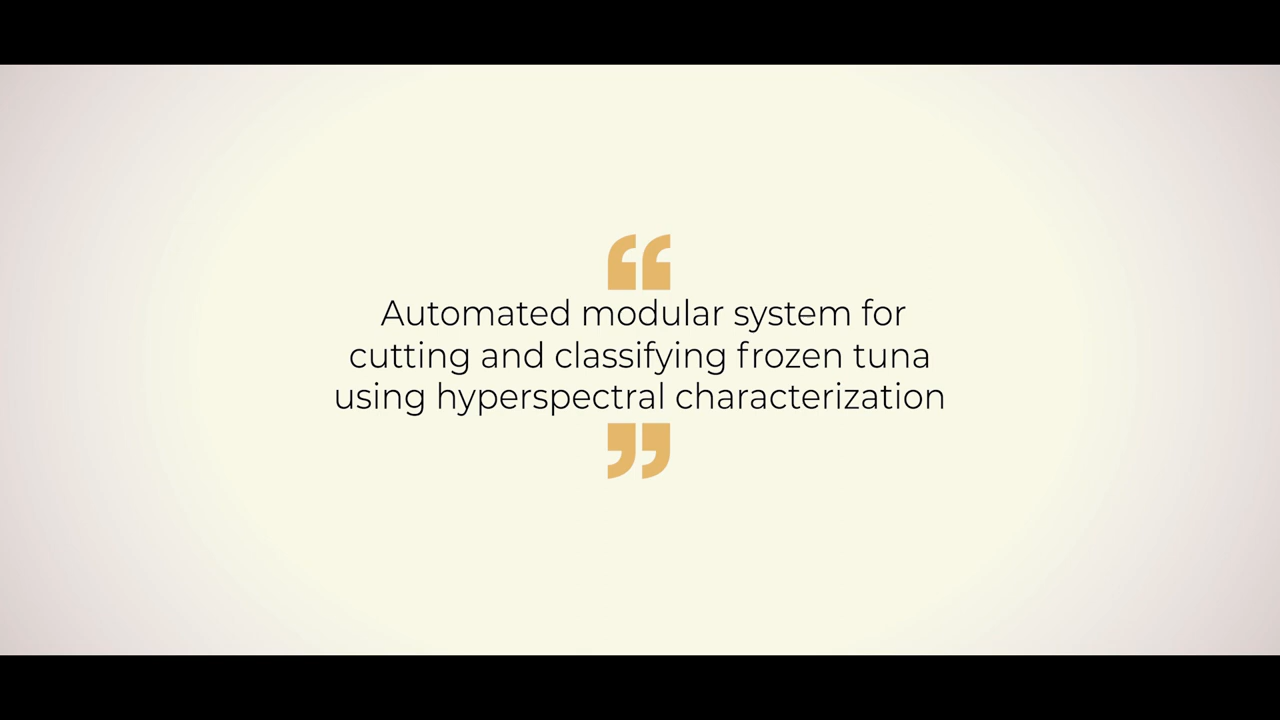 “
Automated modular system for
cutting and classifying frozen tuna
using hyperspectral characterization
”